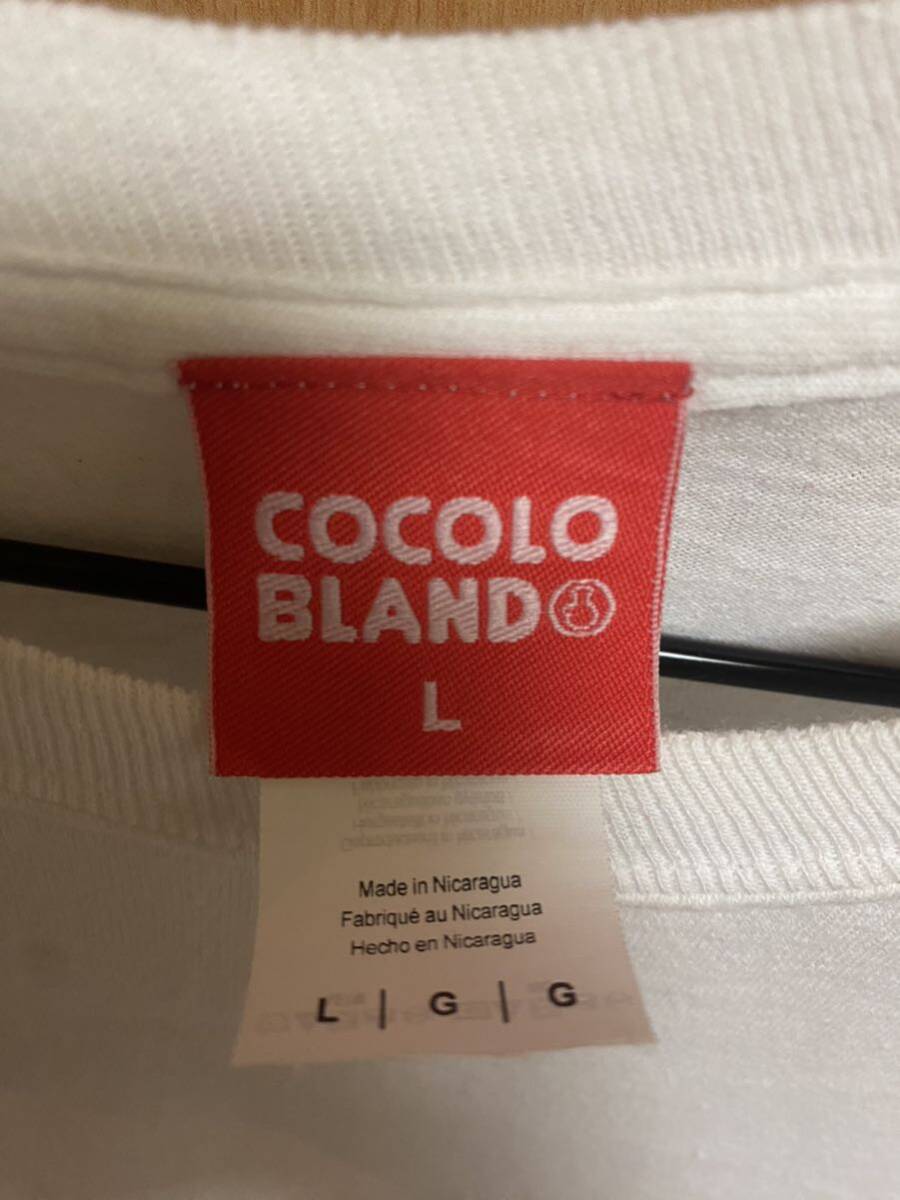 COCOLO
BLAND
L
Made in Nicaragua
Fabriqué au Nicaragua
Hecho en Nicaragua
L | G | G